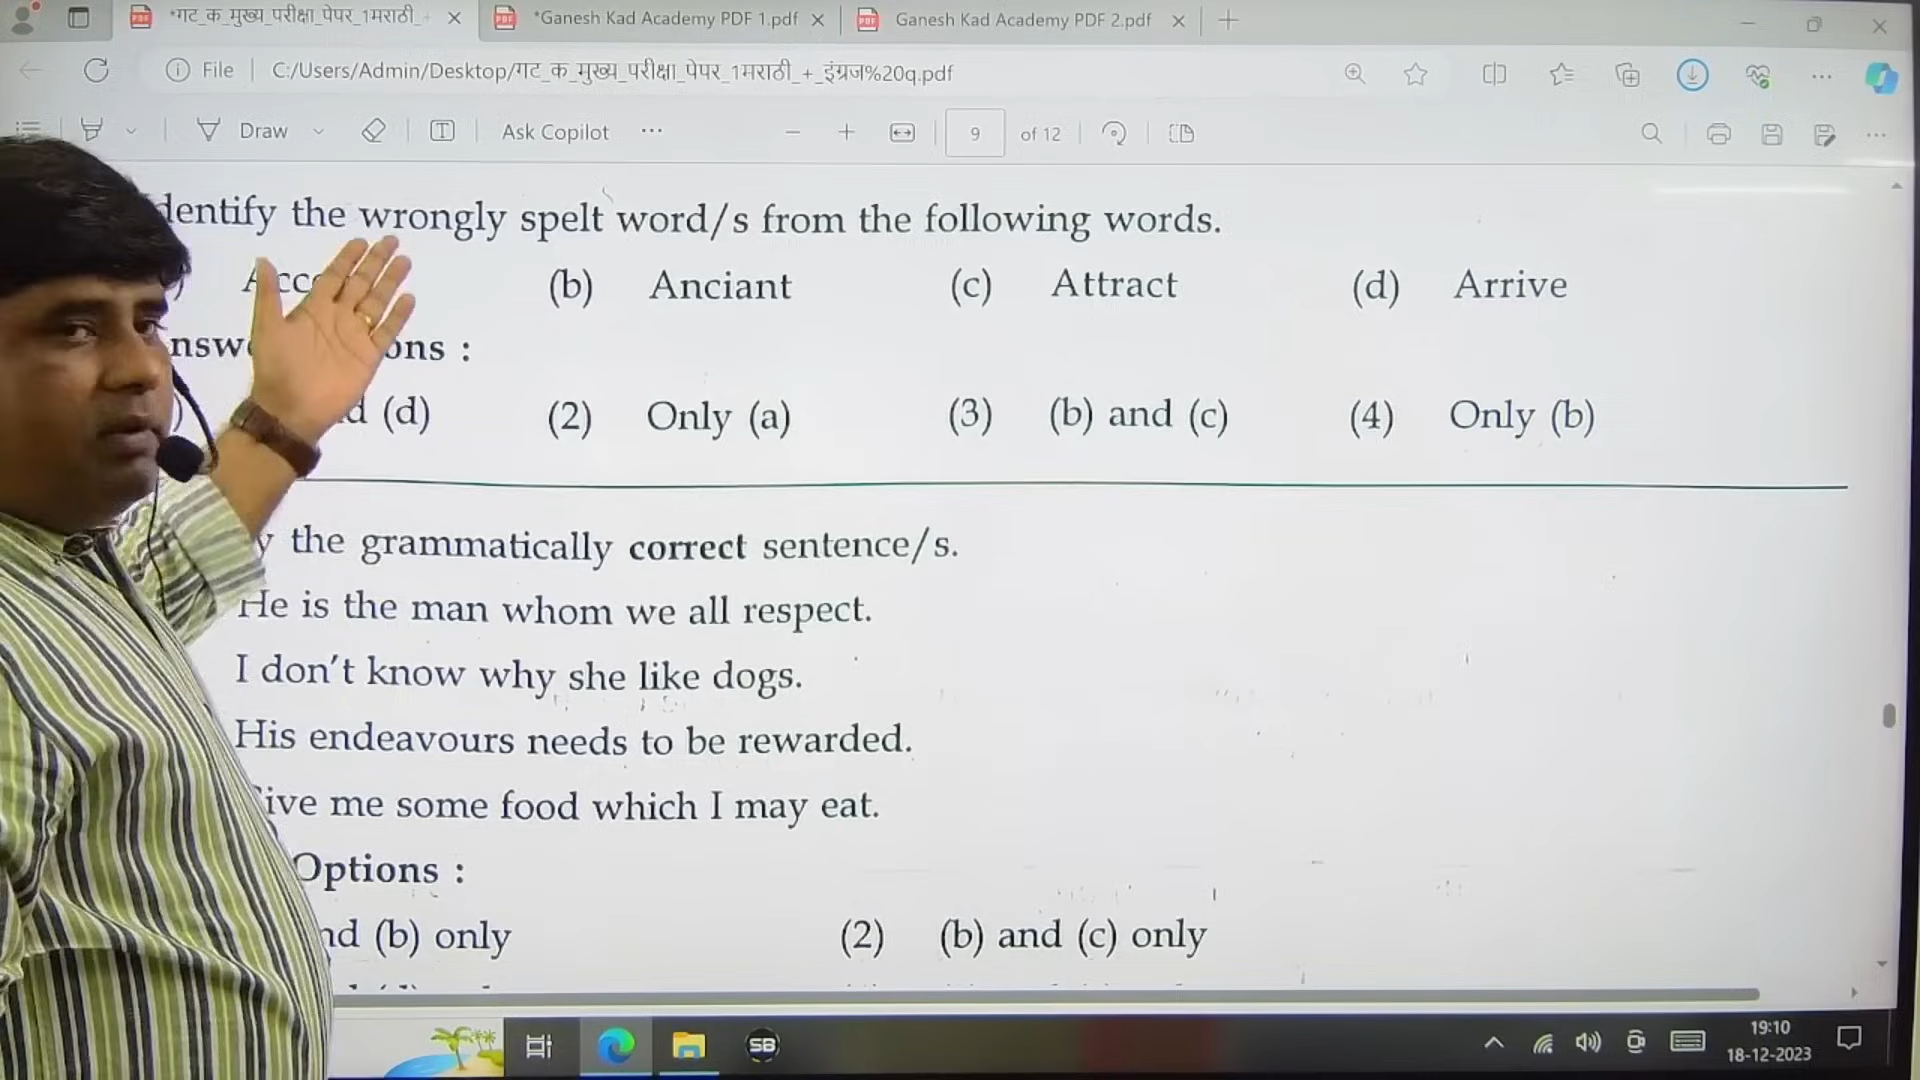 *गट_क_मुख्य_परीक्षा_पेपर_1मराठी_+
*Ganesh Kad Academy PDF 1.pdf
Ganesh Kad Academy PDF 2.pdf
File
C:/Users/Admin/Desktop/गट_क_मुख्य_परीक्षा_पेपर_1मराठी_+_इंग्रज%20q.pdf
Draw
Ask Copilot
9 of 12
dentify the wrongly spelt word/s from the following words.
(b) Anciant (c) Attract (d) Arrive
ons :
(d) (2) Only (a) (3) (b) and (c) (4) Only (b)
the grammatically correct sentence/s.
He is the man whom we all respect.
I don't know why she like dogs.
His endeavours needs to be rewarded.
ive me some food which I may eat.
Options :
nd (b) only (2) (b) and (c) only
SB
19:10
18-12-2023